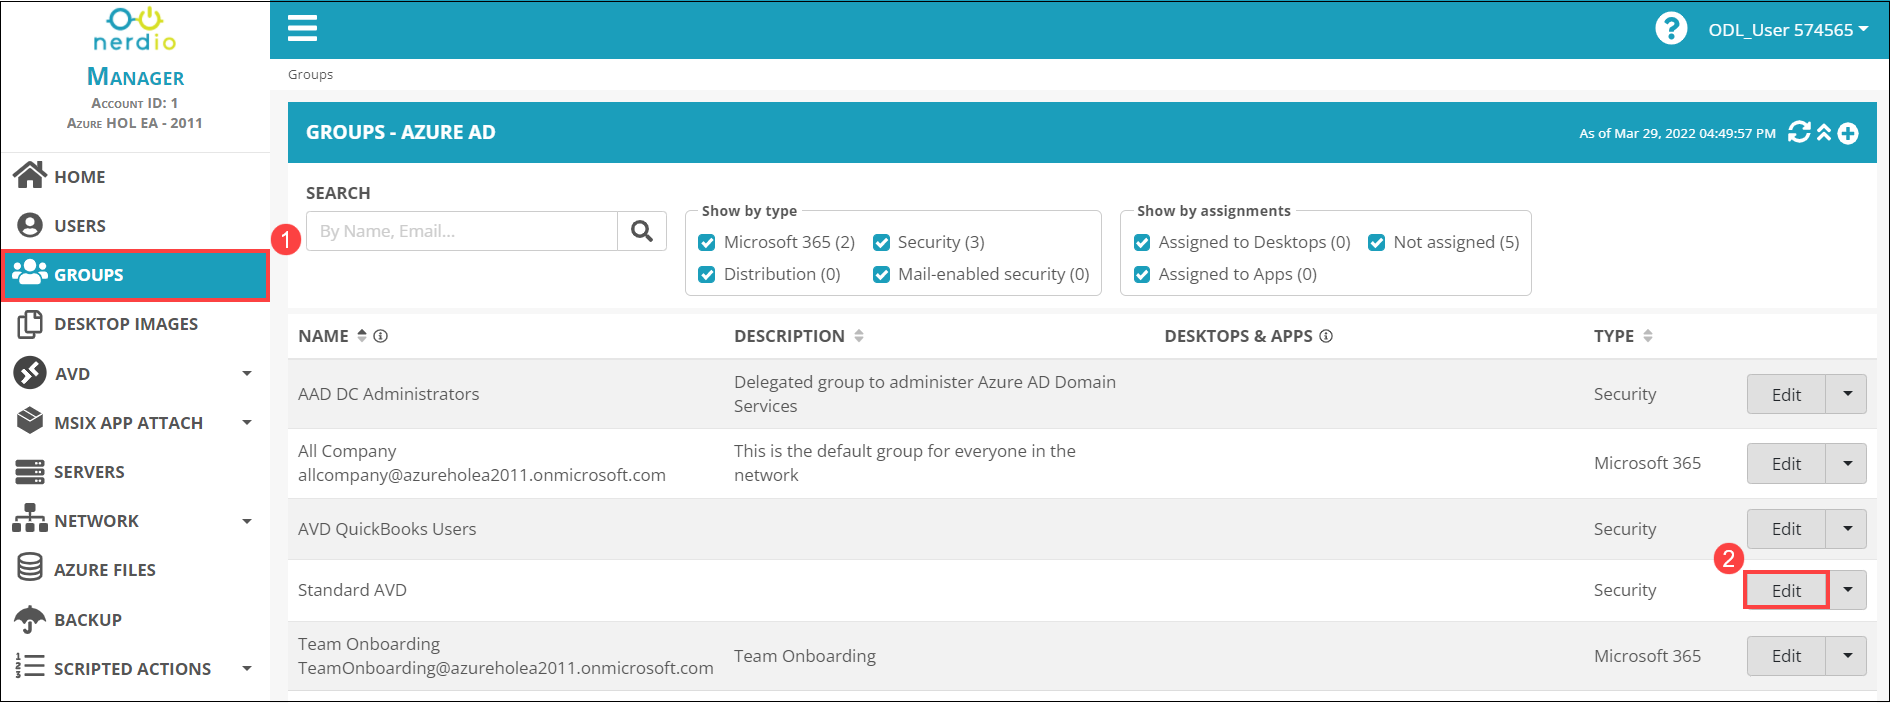 nerdio
MANAGER
ACCOUNT ID: 1
AZURE HOL EA - 2011
HOME
USERS
1
GROUPS
DESKTOP IMAGES
AVD
MSIX APP ATTACH
SERVERS
NETWORK
AZURE FILES
BACKUP
SCRIPTED ACTIONS
? ODL_User 574565
Groups
GROUPS - AZURE AD
As of Mar 29, 2022 04:49:57 PM
SEARCH
By Name, Email...
Show by type
Microsoft 365 (2) Security (3)
Distribution (0) Mail-enabled security (0)
Show by assignments
Assigned to Desktops (0) Not assigned (5)
Assigned to Apps (0)
NAME DESCRIPTION DESKTOPS & APPS TYPE
AAD DC Administrators
Delegated group to administer Azure AD Domain
Services
Security Edit
All Company
allcompany@azureholea2011.onmicrosoft.com
This is the default group for everyone in the
network
Microsoft 365 Edit
AVD QuickBooks Users Security Edit
2
Standard AVD Security Edit
Team Onboarding
TeamOnboarding@azureholea2011.onmicrosoft.com
Team Onboarding
Microsoft 365 Edit